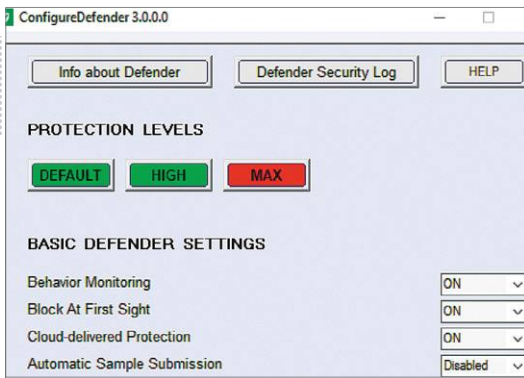 ConfigureDefender 3.0.0.0
Info about Defender Defender Security Log HELP
PROTECTION LEVELS
DEFAULT HIGH MAX
BASIC DEFENDER SETTINGS
Behavior Monitoring ON
Block At First Sight ON
Cloud-delivered Protection ON
Automatic Sample Submission Disabled